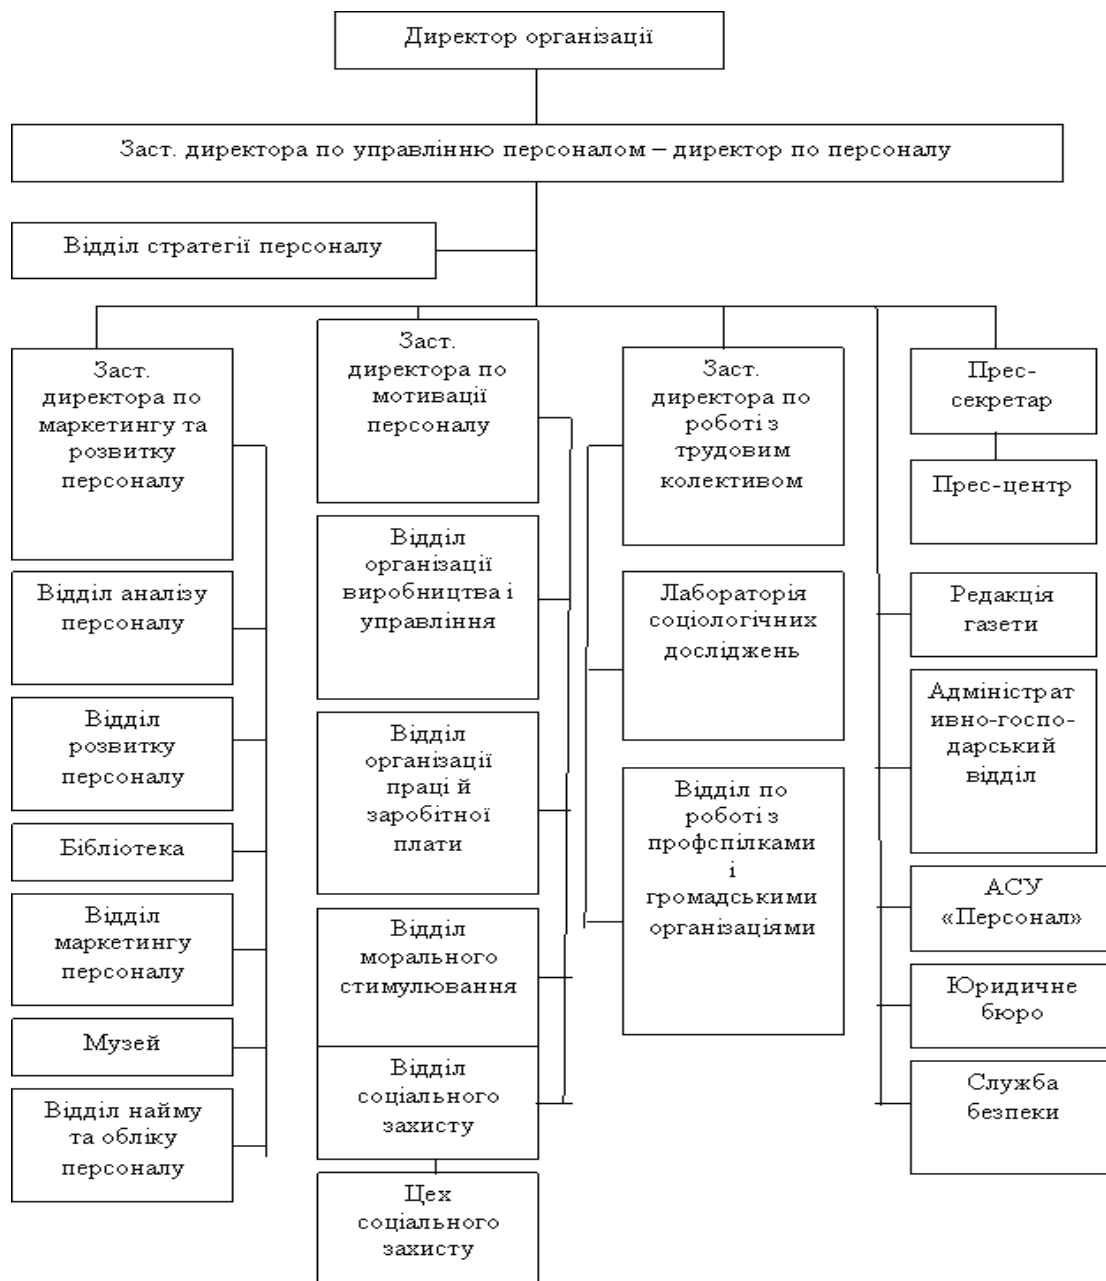 Директор організації
Заст. директора по управлінню персоналом – директор по персоналу
Відділ стратегії персоналу
Заст.
директора по
маркетингу та
розвитку
персоналу
Відділ аналізу
персоналу
Відділ
розвитку
персоналу
Бібліотека
Відділ
маркетингу
персоналу
Музей
Відділ найму
та обліку
персоналу
Заст.
директора по
мотивації
персоналу
Відділ
організації
виробництва і
управління
Відділ
організації
праці й
заробітної
плати
Відділ
морального
стимулювання
Відділ
соціального
захисту
Цех
соціального
захисту
Заст.
директора по
роботі з
трудовим
колективом
Лабораторія
соціологічних
досліджень
Відділ по
роботі з
профспілками
і
громадськими
організаціями
Прес-
секретар
Прес-центр
Редакція
газети
Адміністрат
ивно-госпо-
дарський
відділ
АСУ
«Персонал»
Юридичне
бюро
Служба
безпеки